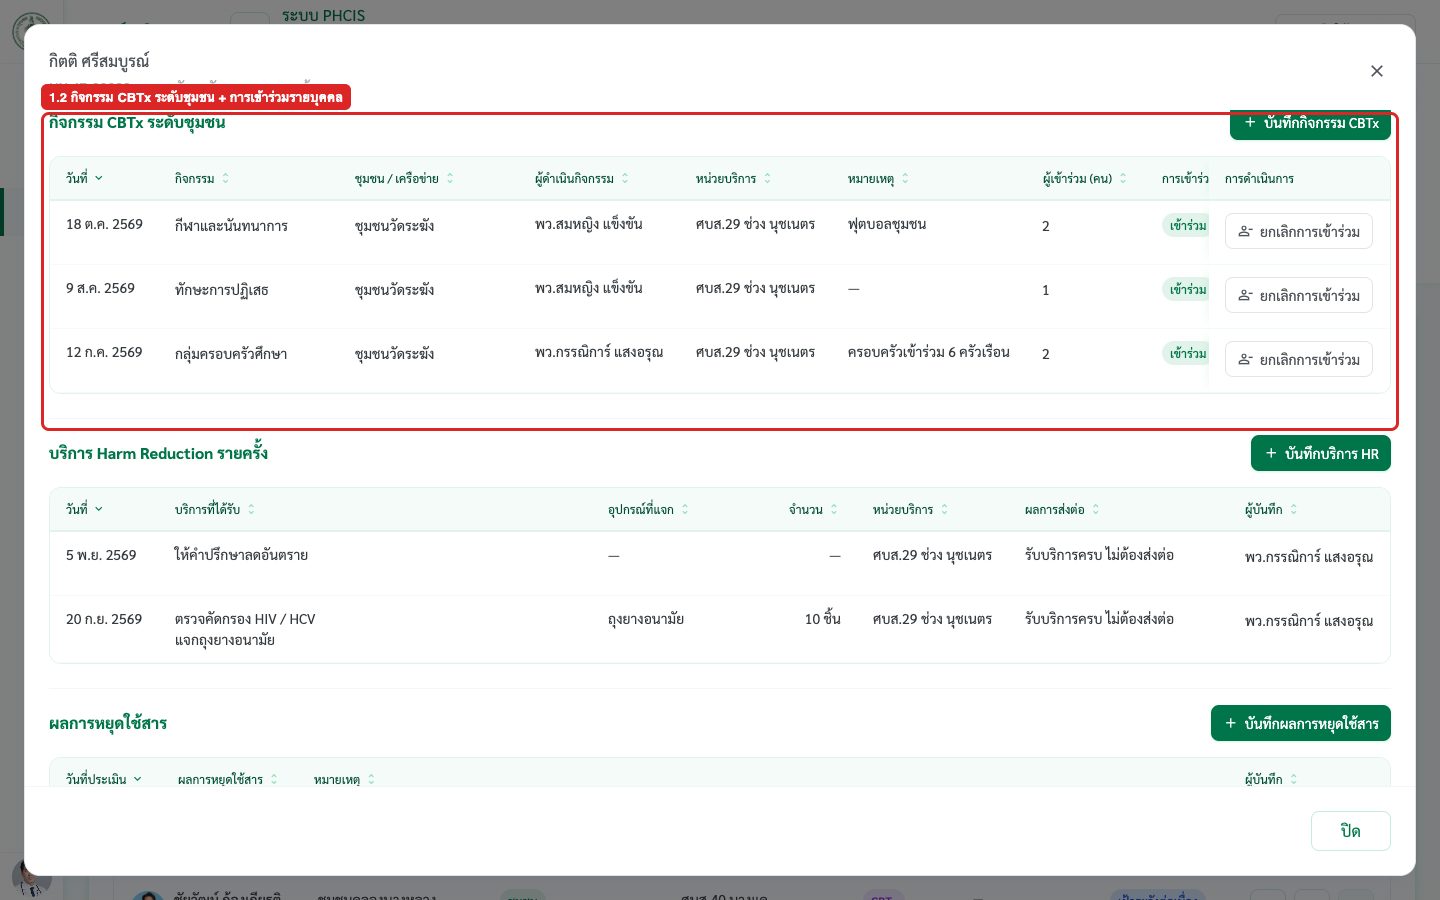 ระบบ PHCIS
กิตติ ศรีสมบูรณ์
1.2 กิจกรรม CBTx ระดับชุมชน + การเข้าร่วมรายบุคคล
กิจกรรม CBTx ระดับชุมชน
+ บันทึกกิจกรรม CBTx
วันที่ กิจกรรม ชุมชน / เครือข่าย ผู้ดำเนินกิจกรรม หน่วยบริการ หมายเหตุ ผู้เข้าร่วม (คน) การเข้าร่ว การดำเนินการ
18 ต.ค. 2569 กีฬาและนันทนาการ ชุมชนวัดระฆัง พว.สมหญิง แข็งขัน ศบส.29 ช่วง นุชเนตร ฟุตบอลชุมชน 2 เข้าร่วม ยกเลิกการเข้าร่วม
9 ส.ค. 2569 ทักษะการปฏิเสธ ชุมชนวัดระฆัง พว.สมหญิง แข็งขัน ศบส.29 ช่วง นุชเนตร — 1 เข้าร่วม ยกเลิกการเข้าร่วม
12 ก.ค. 2569 กลุ่มครอบครัวศึกษา ชุมชนวัดระฆัง พว.กรรณิการ์ แสงอรุณ ศบส.29 ช่วง นุชเนตร ครอบครัวเข้าร่วม 6 ครัวเรือน 2 เข้าร่วม ยกเลิกการเข้าร่วม
บริการ Harm Reduction รายครั้ง
+ บันทึกบริการ HR
วันที่ บริการที่ได้รับ อุปกรณ์ที่แจก จำนวน หน่วยบริการ ผลการส่งต่อ ผู้บันทึก
5 พ.ย. 2569 ให้คำปรึกษาลดอันตราย — — ศบส.29 ช่วง นุชเนตร รับบริการครบ ไม่ต้องส่งต่อ พว.กรรณิการ์ แสงอรุณ
20 ก.ย. 2569 ตรวจคัดกรอง HIV / HCV ถุงยางอนามัย 10 ชิ้น ศบส.29 ช่วง นุชเนตร รับบริการครบ ไม่ต้องส่งต่อ พว.กรรณิการ์ แสงอรุณ
แจกถุงยางอนามัย
ผลการหยุดใช้สาร
+ บันทึกผลการหยุดใช้สาร
วันที่ประเมิน ผลการหยุดใช้สาร หมายเหตุ ผู้บันทึก
ปิด